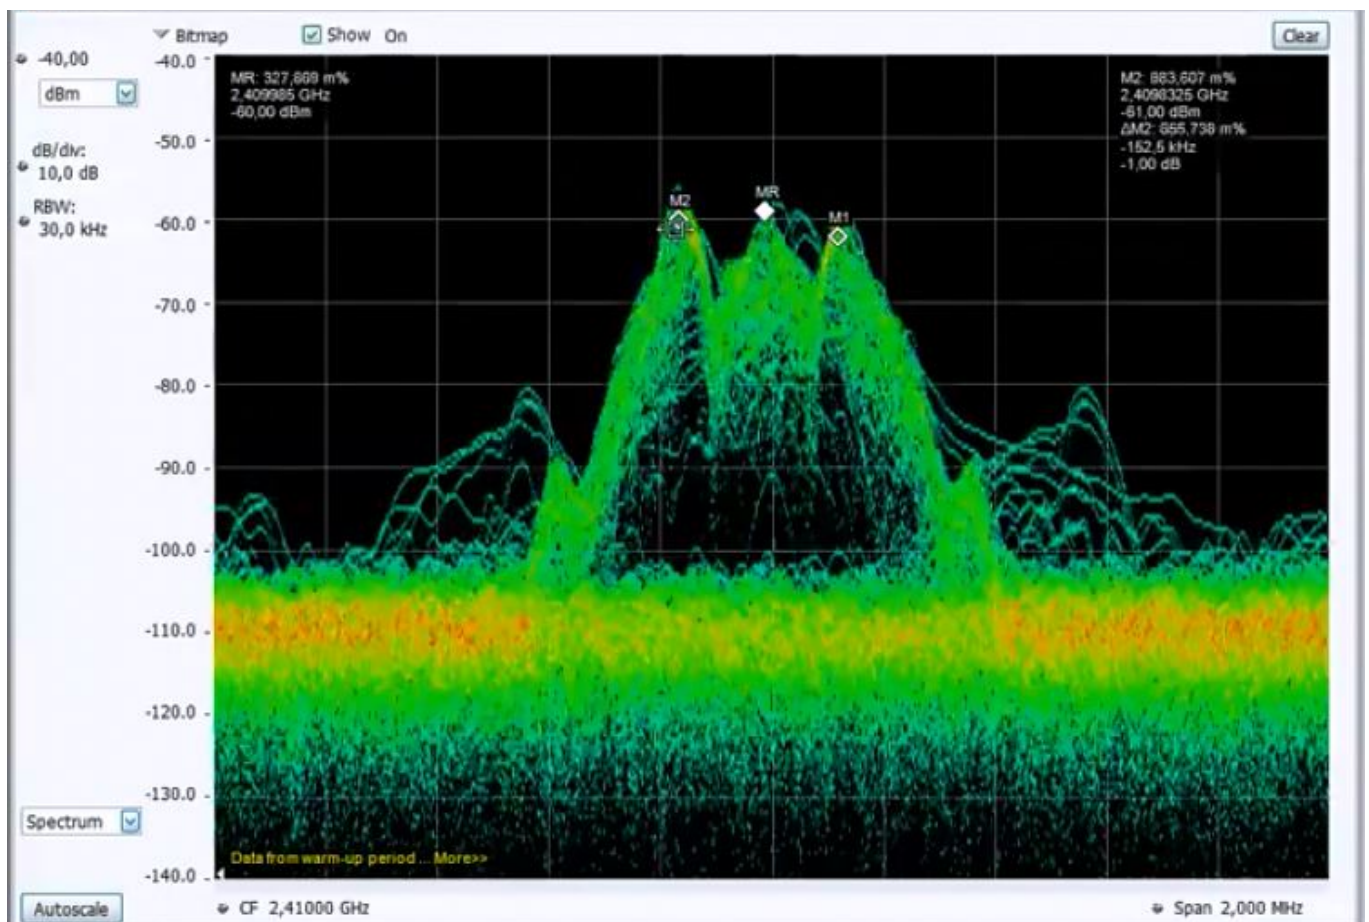 Bitmap Show On Clear
-40,00
dBm
dB/div:
10,0 dB
RBW:
30,0 kHz
-40.0
-50.0
-60.0
-70.0
-80.0
-90.0
-100.0
-110.0
-120.0
-130.0
-140.0
MR: 327,869 m%
2,409985 GHz
-60,00 dBm
M2: 983,607 m%
2,4098325 GHz
-61,00 dBm
ΔM2: 655,738 m%
-152,5 kHz
-1,00 dB
M2
MR
M1
Spectrum
Data from warm-up period ... More>>
Autoscale
CF 2,41000 GHz
Span 2,000 MHz